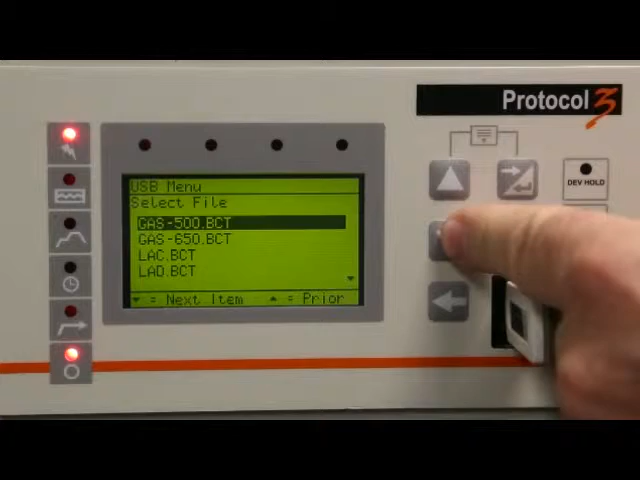 Protocol 3
USB Menu
Select File
GAS-500.BCT
GAS-650.BCT
LAC.BCT
LAD.BCT
▼ = Next Item ▲ = Prior
DEV HOLD